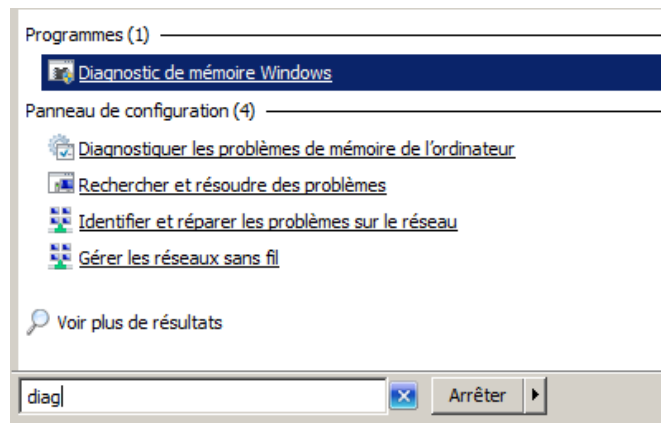 Programmes (1)
Diagnostic de mémoire Windows
Panneau de configuration (4)
Diagnostiquer les problèmes de mémoire de l'ordinateur
Rechercher et résoudre des problèmes
Identifier et réparer les problèmes sur le réseau
Gérer les réseaux sans fil
Voir plus de résultats
diag
Arrêter